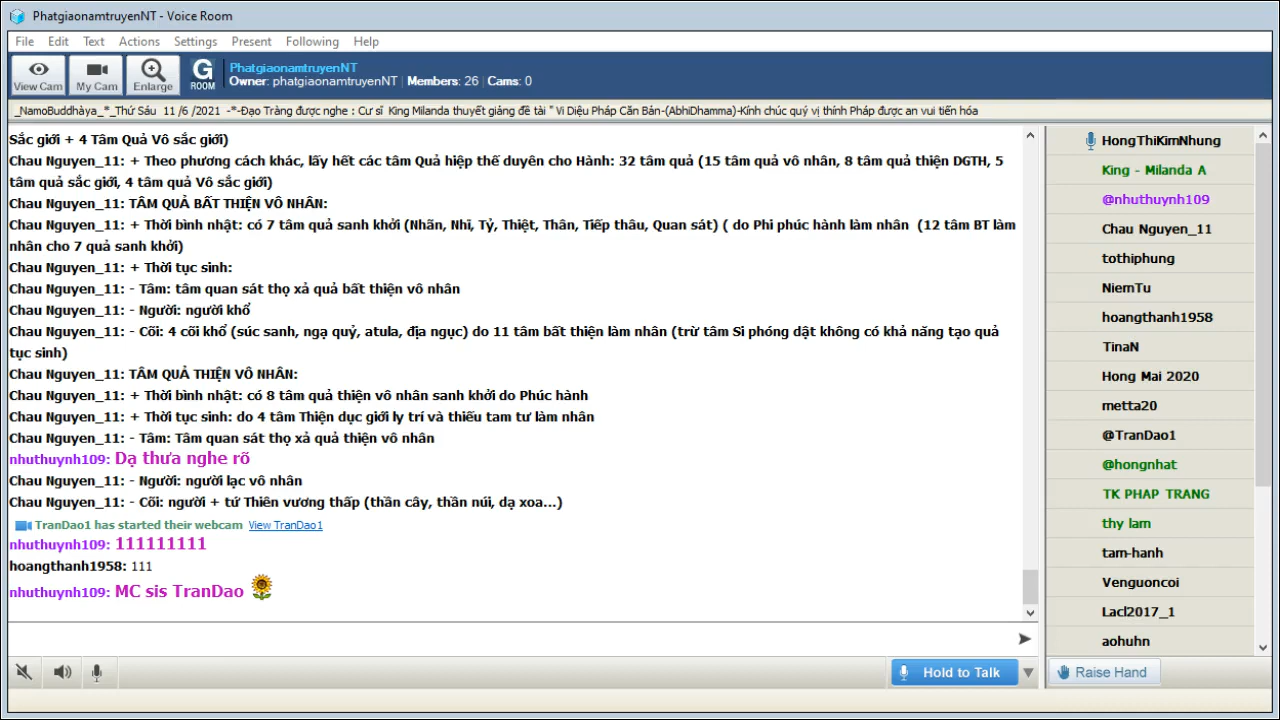 PhatgiaonamtruyenNT - Voice Room
File Edit Text Actions Settings Present Following Help
View Cam My Cam Enlarge G ROOM
PhatgiaonamtruyenNT
Owner: phatgiaonamtruyenNT | Members: 26 | Cams: 0
_NamoBuddhàya_*_Thứ Sáu 11 /6 /2021 -*-Đạo Tràng được nghe : Cư sĩ King Milanda thuyết giảng đề tài " Vi Diệu Pháp Căn Bản-(AbhiDhamma)-Kính chúc quý vị thính Pháp được an vui tiến hóa
Sắc giới + 4 Tâm Quả Vô sắc giới)
Chau Nguyen_11: + Theo phương cách khác, lấy hết các tâm Quả hiệp thế duyên cho Hành: 32 tâm quả (15 tâm quả vô nhân, 8 tâm quả thiện DGTH, 5
tâm quả sắc giới, 4 tâm quả Vô sắc giới)
Chau Nguyen_11: TÂM QUẢ BẤT THIỆN VÔ NHÂN:
Chau Nguyen_11: + Thời bình nhật: có 7 tâm quả sanh khởi (Nhãn, Nhĩ, Tỷ, Thiệt, Thân, Tiếp thâu, Quan sát) ( do Phi phúc hành làm nhân (12 tâm BT làm
nhân cho 7 quả sanh khởi)
Chau Nguyen_11: + Thời tục sinh:
Chau Nguyen_11: - Tâm: tâm quan sát thọ xả quả bất thiện vô nhân
Chau Nguyen_11: - Người: người khổ
Chau Nguyen_11: - Cõi: 4 cõi khổ (súc sanh, ngạ quỷ, atula, địa ngục) do 11 tâm bất thiện làm nhân (trừ tâm Si phóng dật không có khả năng tạo quả
tục sinh)
Chau Nguyen_11: TÂM QUẢ THIỆN VÔ NHÂN:
Chau Nguyen_11: + Thời bình nhật: có 8 tâm quả thiện vô nhân sanh khởi do Phúc hành
Chau Nguyen_11: + Thời tục sinh: do 4 tâm Thiện dục giới ly trí và thiếu tam tư làm nhân
Chau Nguyen_11: - Tâm: Tâm quan sát thọ xả quả thiện vô nhân
nhuthuynh109: Dạ thưa nghe rõ
Chau Nguyen_11: - Người: người lạc vô nhân
Chau Nguyen_11: - Cõi: người + tứ Thiên vương thấp (thần cây, thần núi, dạ xoa...)
TranDao1 has started their webcam View TranDao1
nhuthuynh109: 111111111
hoangthanh1958: 111
nhuthuynh109: MC sis TranDao
HongThiKimNhung
King - Milanda A
@nhuthuynh109
Chau Nguyen_11
tothiphung
NiemTu
hoangthanh1958
TinaN
Hong Mai 2020
metta20
@TranDao1
@hongnhat
TK PHAP TRANG
thy lam
tam-hanh
Venguoncoi
Lacl2017_1
aohuhn
Hold to Talk
Raise Hand